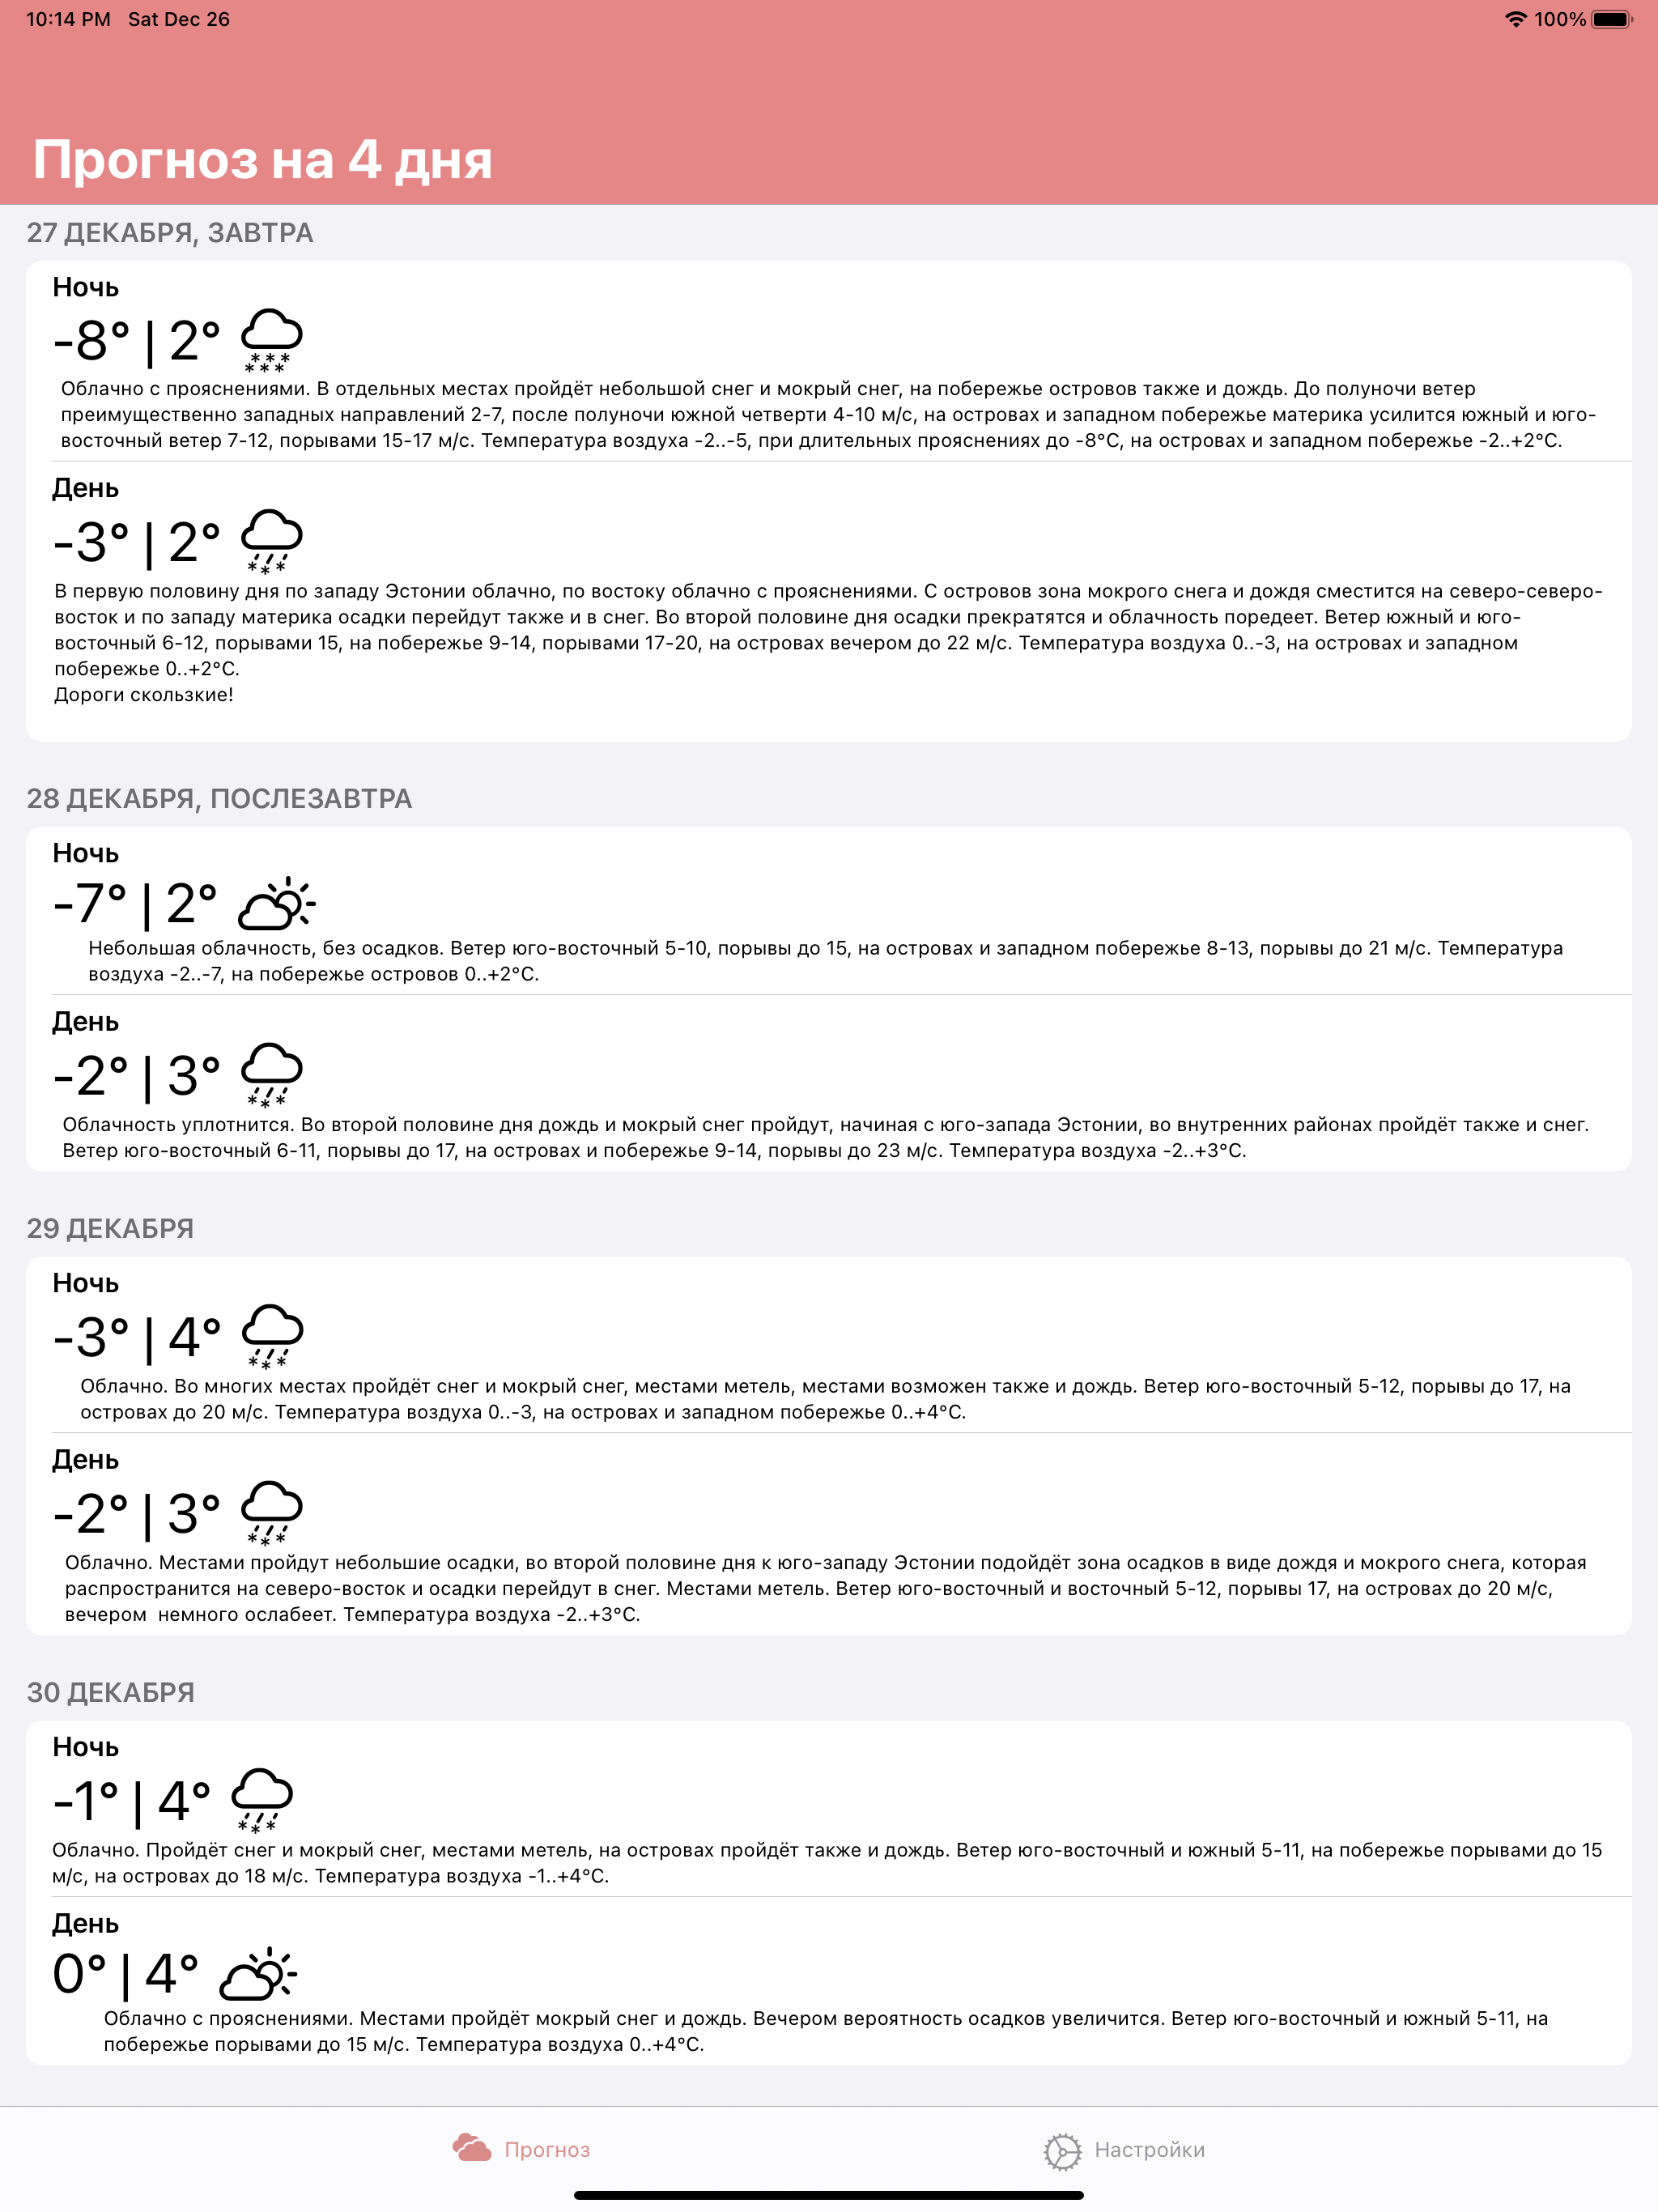 10:14 PM Sat Dec 26 100%
Прогноз на 4 дня
27 ДЕКАБРЯ, ЗАВТРА
Ночь
-8° | 2°
Облачно с прояснениями. В отдельных местах пройдёт небольшой снег и мокрый снег, на побережье островов также и дождь. До полуночи ветер
преимущественно западных направлений 2-7, после полуночи южной четверти 4-10 м/с, на островах и западном побережье материка усилится южный и юго-
восточный ветер 7-12, порывами 15-17 м/с. Температура воздуха -2..-5, при длительных прояснениях до -8°C, на островах и западном побережье -2..+2°C.
День
-3° | 2°
В первую половину дня по западу Эстонии облачно, по востоку облачно с прояснениями. С островов зона мокрого снега и дождя сместится на северо-северо-
восток и по западу материка осадки перейдут также и в снег. Во второй половине дня осадки прекратятся и облачность поредеет. Ветер южный и юго-
восточный 6-12, порывами 15, на побережье 9-14, порывами 17-20, на островах вечером до 22 м/с. Температура воздуха 0..-3, на островах и западном
побережье 0..+2°C.
Дороги скользкие!
28 ДЕКАБРЯ, ПОСЛЕЗАВТРА
Ночь
-7° | 2°
Небольшая облачность, без осадков. Ветер юго-восточный 5-10, порывы до 15, на островах и западном побережье 8-13, порывы до 21 м/с. Температура
воздуха -2..-7, на побережье островов 0..+2°C.
День
-2° | 3°
Облачность уплотнится. Во второй половине дня дождь и мокрый снег пройдут, начиная с юго-запада Эстонии, во внутренних районах пройдёт также и снег.
Ветер юго-восточный 6-11, порывы до 17, на островах и побережье 9-14, порывы до 23 м/с. Температура воздуха -2..+3°C.
29 ДЕКАБРЯ
Ночь
-3° | 4°
Облачно. Во многих местах пройдёт снег и мокрый снег, местами метель, местами возможен также и дождь. Ветер юго-восточный 5-12, порывы до 17, на
островах до 20 м/с. Температура воздуха 0..-3, на островах и западном побережье 0..+4°C.
День
-2° | 3°
Облачно. Местами пройдут небольшие осадки, во второй половине дня к юго-западу Эстонии подойдёт зона осадков в виде дождя и мокрого снега, которая
распространится на северо-восток и осадки перейдут в снег. Местами метель. Ветер юго-восточный и восточный 5-12, порывы 17, на островах до 20 м/с,
вечером  немного ослабеет. Температура воздуха -2..+3°C.
30 ДЕКАБРЯ
Ночь
-1° | 4°
Облачно. Пройдёт снег и мокрый снег, местами метель, на островах пройдёт также и дождь. Ветер юго-восточный и южный 5-11, на побережье порывами до 15
м/с, на островах до 18 м/с. Температура воздуха -1..+4°C.
День
0° | 4°
Облачно с прояснениями. Местами пройдёт мокрый снег и дождь. Вечером вероятность осадков увеличится. Ветер юго-восточный и южный 5-11, на
побережье порывами до 15 м/с. Температура воздуха 0..+4°C.
Прогноз Настройки